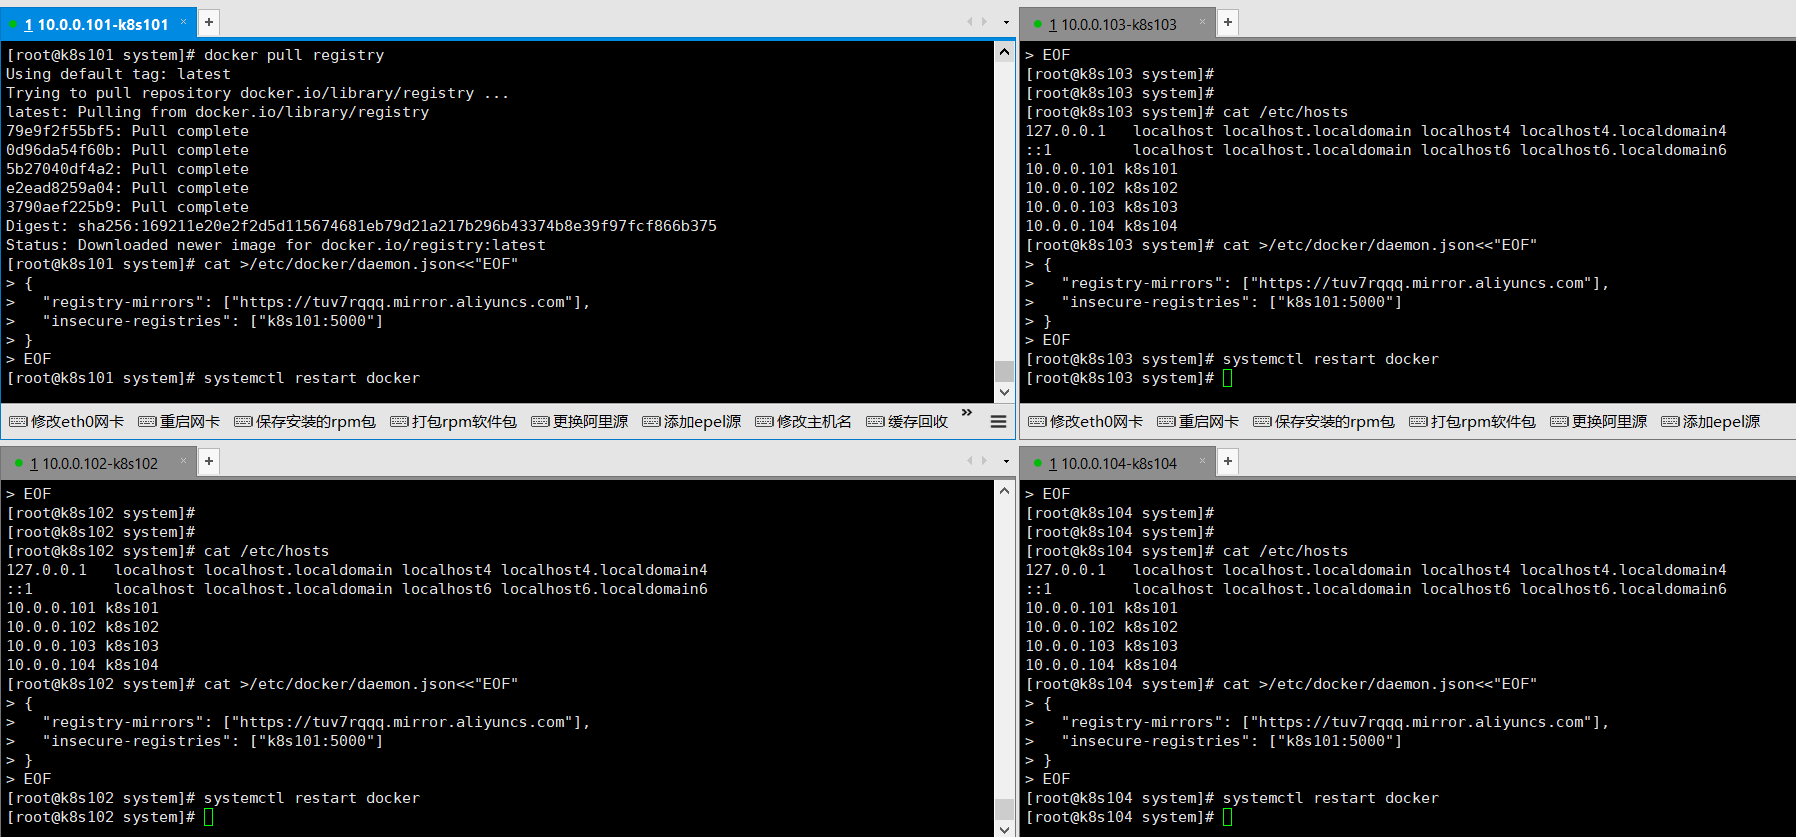 1 10.0.0.101-k8s101 × +
[root@k8s101 system]# docker pull registry
Using default tag: latest
Trying to pull repository docker.io/library/registry ...
latest: Pulling from docker.io/library/registry
79e9f2f55bf5: Pull complete
0d96da54f60b: Pull complete
5b27040df4a2: Pull complete
e2ead8259a04: Pull complete
3790aef225b9: Pull complete
Digest: sha256:169211e20e2f2d5d115674681eb79d21a217b296b43374b8e39f97fcf866b375
Status: Downloaded newer image for docker.io/registry:latest
[root@k8s101 system]# cat >/etc/docker/daemon.json<<"EOF"
> {
>   "registry-mirrors": ["https://tuv7rqqq.mirror.aliyuncs.com"],
>   "insecure-registries": ["k8s101:5000"]
> }
> EOF
[root@k8s101 system]# systemctl restart docker
修改eth0网卡 重启网卡 保存安装的rpm包 打包rpm软件包 更换阿里源 添加epel源 修改主机名 缓存回收 »
1 10.0.0.103-k8s103 × +
> EOF
[root@k8s103 system]#
[root@k8s103 system]#
[root@k8s103 system]# cat /etc/hosts
127.0.0.1   localhost localhost.localdomain localhost4 localhost4.localdomain4
::1         localhost localhost.localdomain localhost6 localhost6.localdomain6
10.0.0.101 k8s101
10.0.0.102 k8s102
10.0.0.103 k8s103
10.0.0.104 k8s104
[root@k8s103 system]# cat >/etc/docker/daemon.json<<"EOF"
> {
>   "registry-mirrors": ["https://tuv7rqqq.mirror.aliyuncs.com"],
>   "insecure-registries": ["k8s101:5000"]
> }
> EOF
[root@k8s103 system]# systemctl restart docker
[root@k8s103 system]#
修改eth0网卡 重启网卡 保存安装的rpm包 打包rpm软件包 更换阿里源 添加epel源
1 10.0.0.102-k8s102 × +
> EOF
[root@k8s102 system]#
[root@k8s102 system]#
[root@k8s102 system]# cat /etc/hosts
127.0.0.1   localhost localhost.localdomain localhost4 localhost4.localdomain4
::1         localhost localhost.localdomain localhost6 localhost6.localdomain6
10.0.0.101 k8s101
10.0.0.102 k8s102
10.0.0.103 k8s103
10.0.0.104 k8s104
[root@k8s102 system]# cat >/etc/docker/daemon.json<<"EOF"
> {
>   "registry-mirrors": ["https://tuv7rqqq.mirror.aliyuncs.com"],
>   "insecure-registries": ["k8s101:5000"]
> }
> EOF
[root@k8s102 system]# systemctl restart docker
[root@k8s102 system]#
1 10.0.0.104-k8s104 × +
> EOF
[root@k8s104 system]#
[root@k8s104 system]#
[root@k8s104 system]# cat /etc/hosts
127.0.0.1   localhost localhost.localdomain localhost4 localhost4.localdomain4
::1         localhost localhost.localdomain localhost6 localhost6.localdomain6
10.0.0.101 k8s101
10.0.0.102 k8s102
10.0.0.103 k8s103
10.0.0.104 k8s104
[root@k8s104 system]# cat >/etc/docker/daemon.json<<"EOF"
> {
>   "registry-mirrors": ["https://tuv7rqqq.mirror.aliyuncs.com"],
>   "insecure-registries": ["k8s101:5000"]
> }
> EOF
[root@k8s104 system]# systemctl restart docker
[root@k8s104 system]#